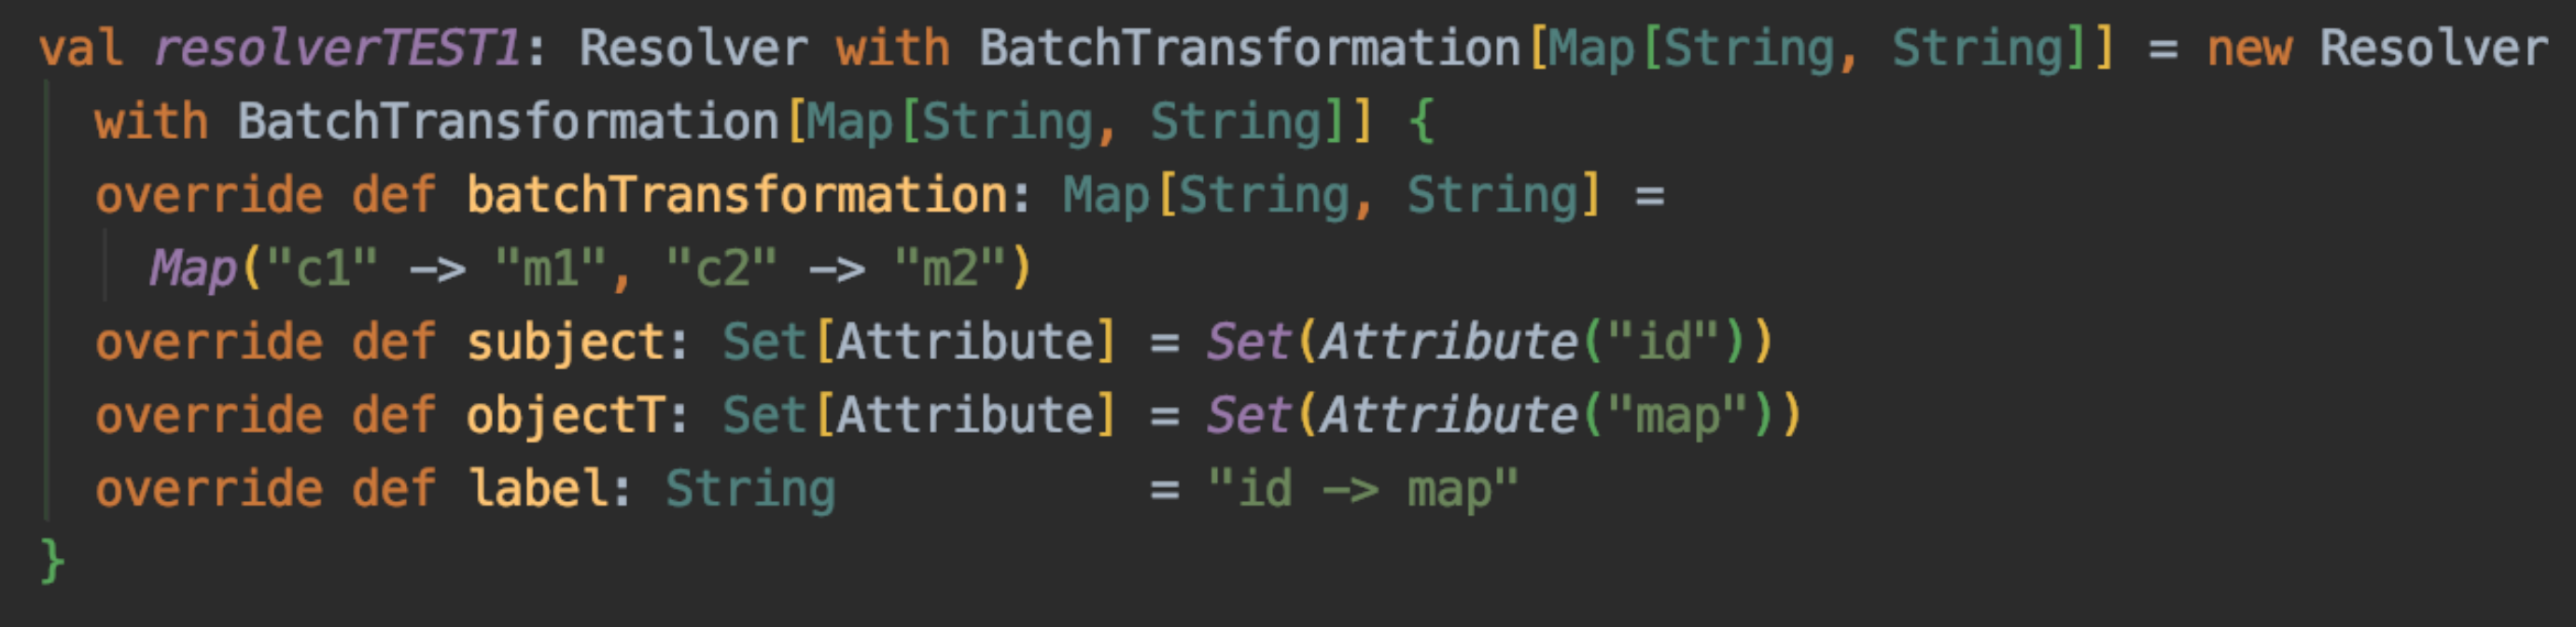 val resolverTEST1: Resolver with BatchTransformation[Map[String, String]] = new Resolver
  with BatchTransformation[Map[String, String]] {
  override def batchTransformation: Map[String, String] =
    Map("c1" -> "m1", "c2" -> "m2")
  override def subject: Set[Attribute] = Set(Attribute("id"))
  override def objectT: Set[Attribute] = Set(Attribute("map"))
  override def label: String           = "id -> map"
}